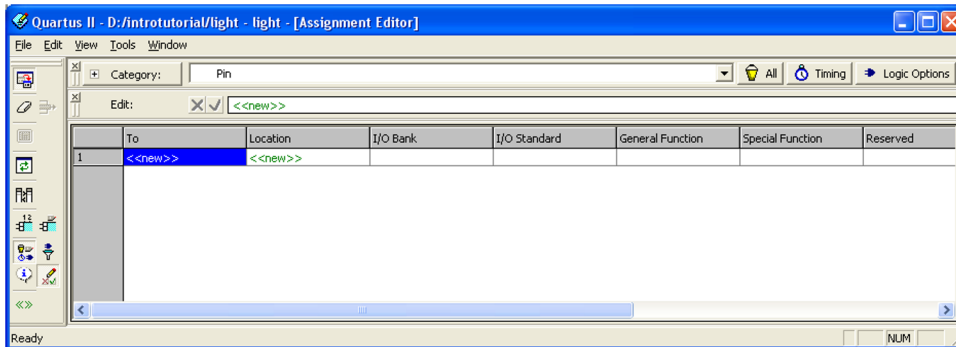 Quartus II - D:/introtutorial/light - light - [Assignment Editor]
File Edit View Tools Window
Category: Pin All Timing Logic Options
Edit: <<new>>
To Location I/O Bank I/O Standard General Function Special Function Reserved
1 <<new>> <<new>>
Ready NUM